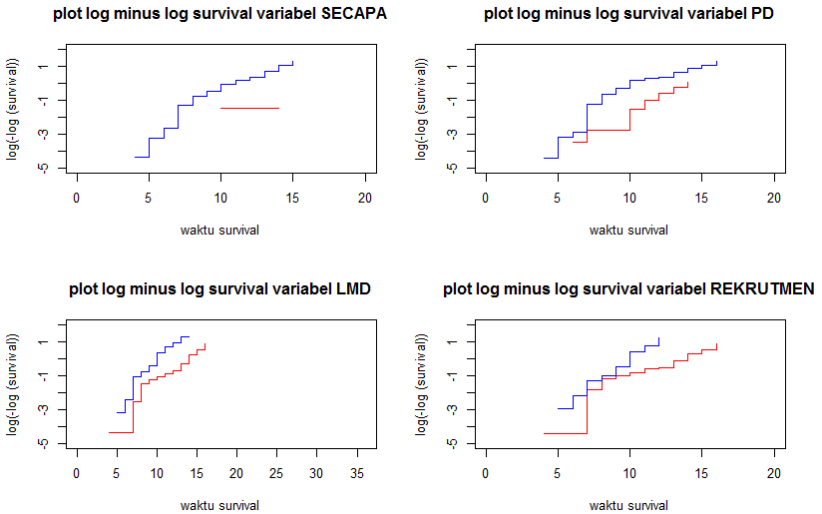 plot log minus log survival variabel SECAPA
log(-log (survival))
1
-1
-3
-5
0 5 10 15 20
waktu survival
plot log minus log survival variabel PD
log(-log (survival))
1
-1
-3
-5
0 5 10 15 20
waktu survival
plot log minus log survival variabel LMD
log(-log (survival))
1
-1
-3
-5
0 5 10 15 20 25 30 35
waktu survival
plot log minus log survival variabel REKRUTMEN
log(-log (survival))
1
-1
-3
-5
0 5 10 15 20
waktu survival